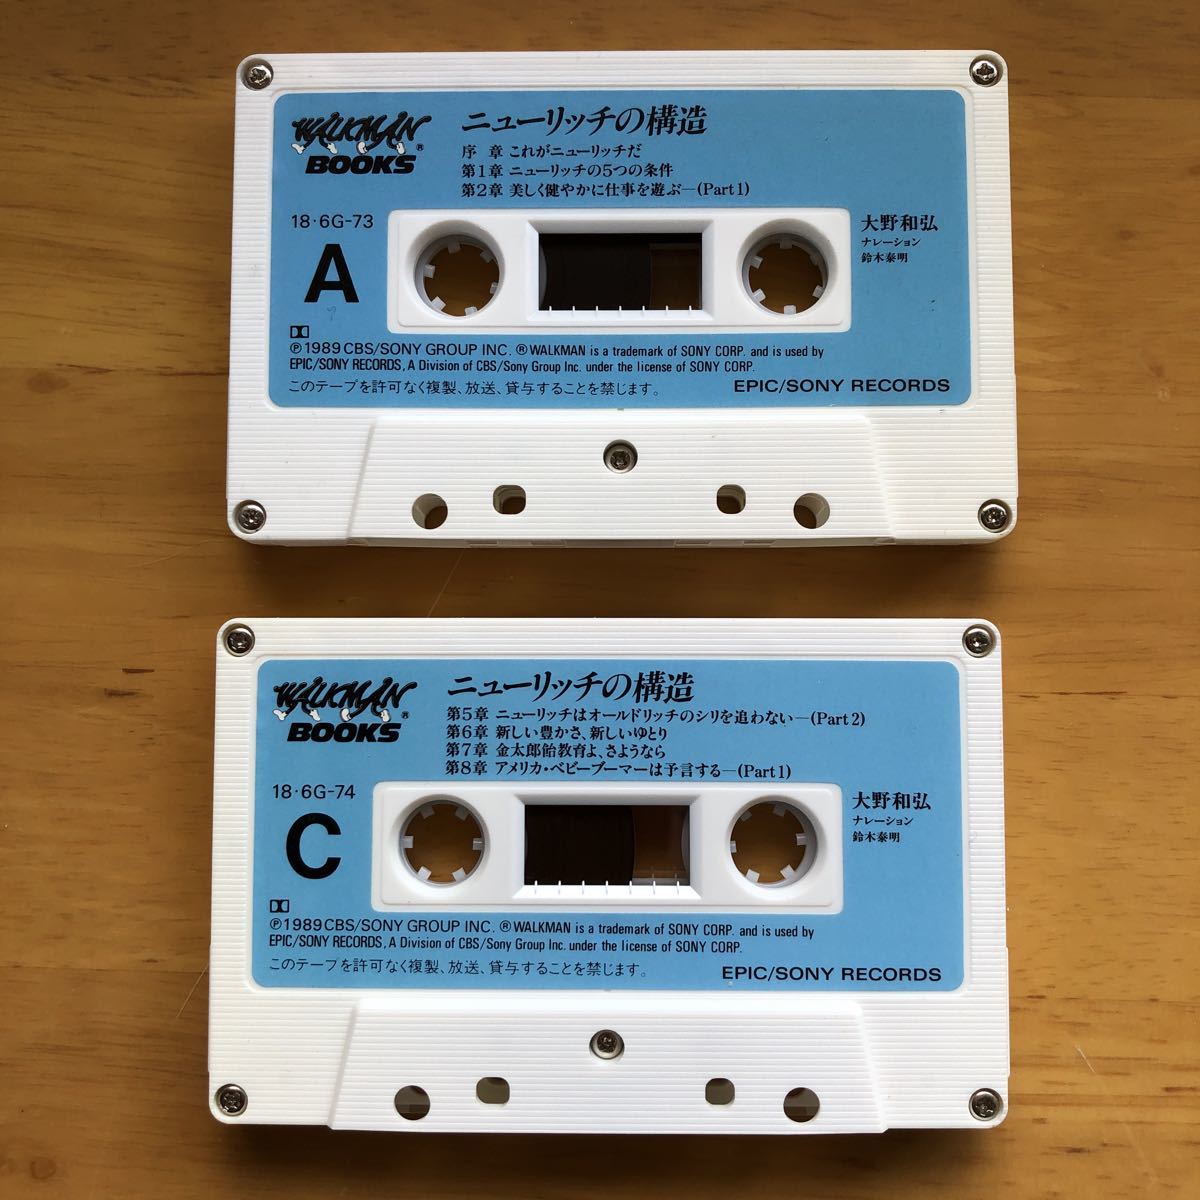 WALKMAN®
BOOKS
ニューリッチの構造
序 章 これがニューリッチだ
第1章 ニューリッチの5つの条件
第2章 美しく健やかに仕事を遊ぶ—(Part1)
18・6G-73
A
大野和弘
ナレーション
鈴木泰明
℗1989 CBS/SONY GROUP INC. ®WALKMAN is a trademark of SONY CORP. and is used by
EPIC/SONY RECORDS, A Division of CBS/Sony Group Inc. under the license of SONY CORP.
このテープを許可なく複製、放送、貸与することを禁じます。
EPIC/SONY RECORDS
WALKMAN®
BOOKS
ニューリッチの構造
第5章 ニューリッチはオールドリッチのシリを追わない—(Part2)
第6章 新しい豊かさ、新しいゆとり
第7章 金太郎飴教育よ、さようなら
第8章 アメリカ・ベビーブーマーは予言する—(Part1)
18・6G-74
C
大野和弘
ナレーション
鈴木泰明
℗1989 CBS/SONY GROUP INC. ®WALKMAN is a trademark of SONY CORP. and is used by
EPIC/SONY RECORDS, A Division of CBS/Sony Group Inc. under the license of SONY CORP.
このテープを許可なく複製、放送、貸与することを禁じます。
EPIC/SONY RECORDS